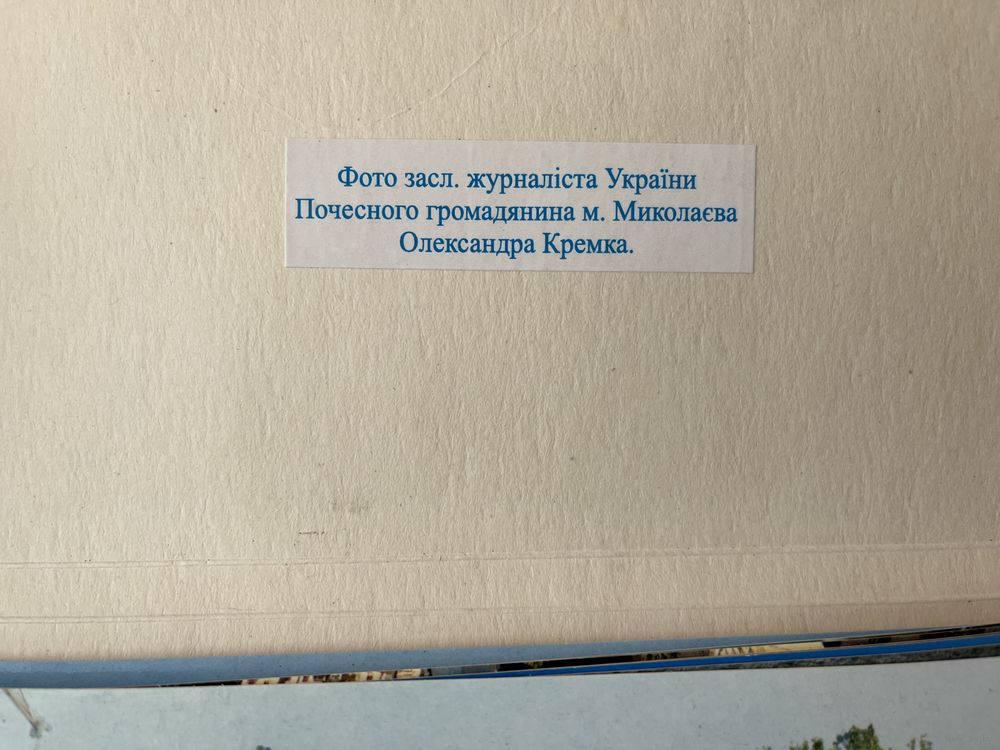 Фото засл. журналіста України
Почесного громадянина м. Миколаєва
Олександра Кремка.